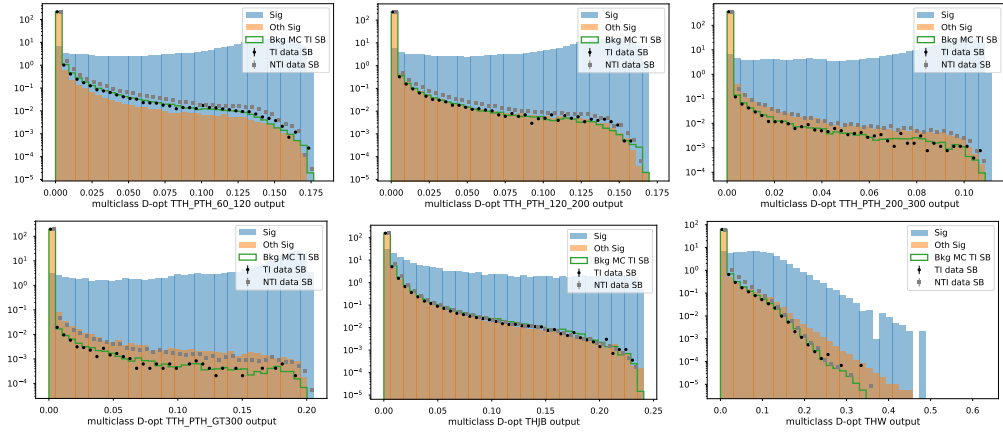 10²
10¹
10⁰
10⁻¹
10⁻²
10⁻³
10⁻⁴
10⁻⁵
Sig
Oth Sig
Bkg MC TI SB
TI data SB
NTI data SB
0.000 0.025 0.050 0.075 0.100 0.125 0.150 0.175
multiclass D-opt TTH_PTH_60_120 output
10²
10¹
10⁰
10⁻¹
10⁻²
10⁻³
10⁻⁴
10⁻⁵
Sig
Oth Sig
Bkg MC TI SB
TI data SB
NTI data SB
0.000 0.025 0.050 0.075 0.100 0.125 0.150 0.170
multiclass D-opt TTH_PTH_120_200 output
10²
10¹
10⁰
10⁻¹
10⁻²
10⁻³
10⁻⁴
Sig
Oth Sig
Bkg MC TI SB
TI data SB
NTI data SB
0.00 0.02 0.04 0.06 0.08 0.10
multiclass D-opt TTH_PTH_200_300 output
10²
10¹
10⁰
10⁻¹
10⁻²
10⁻³
10⁻⁴
Sig
Oth Sig
Bkg MC TI SB
TI data SB
NTI data SB
0.00 0.05 0.10 0.15 0.20
multiclass D-opt TTH_PTH_GT300 output
10²
10¹
10⁰
10⁻¹
10⁻²
10⁻³
10⁻⁴
10⁻⁵
Sig
Oth Sig
Bkg MC TI SB
TI data SB
NTI data SB
0.00 0.05 0.10 0.15 0.20 0.25
multiclass D-opt THJB output
10²
10¹
10⁰
10⁻¹
10⁻²
10⁻³
10⁻⁴
10⁻⁵
Sig
Oth Sig
Bkg MC TI SB
TI data SB
NTI data SB
0.0 0.1 0.2 0.3 0.4 0.5 0.6
multiclass D-opt THW output